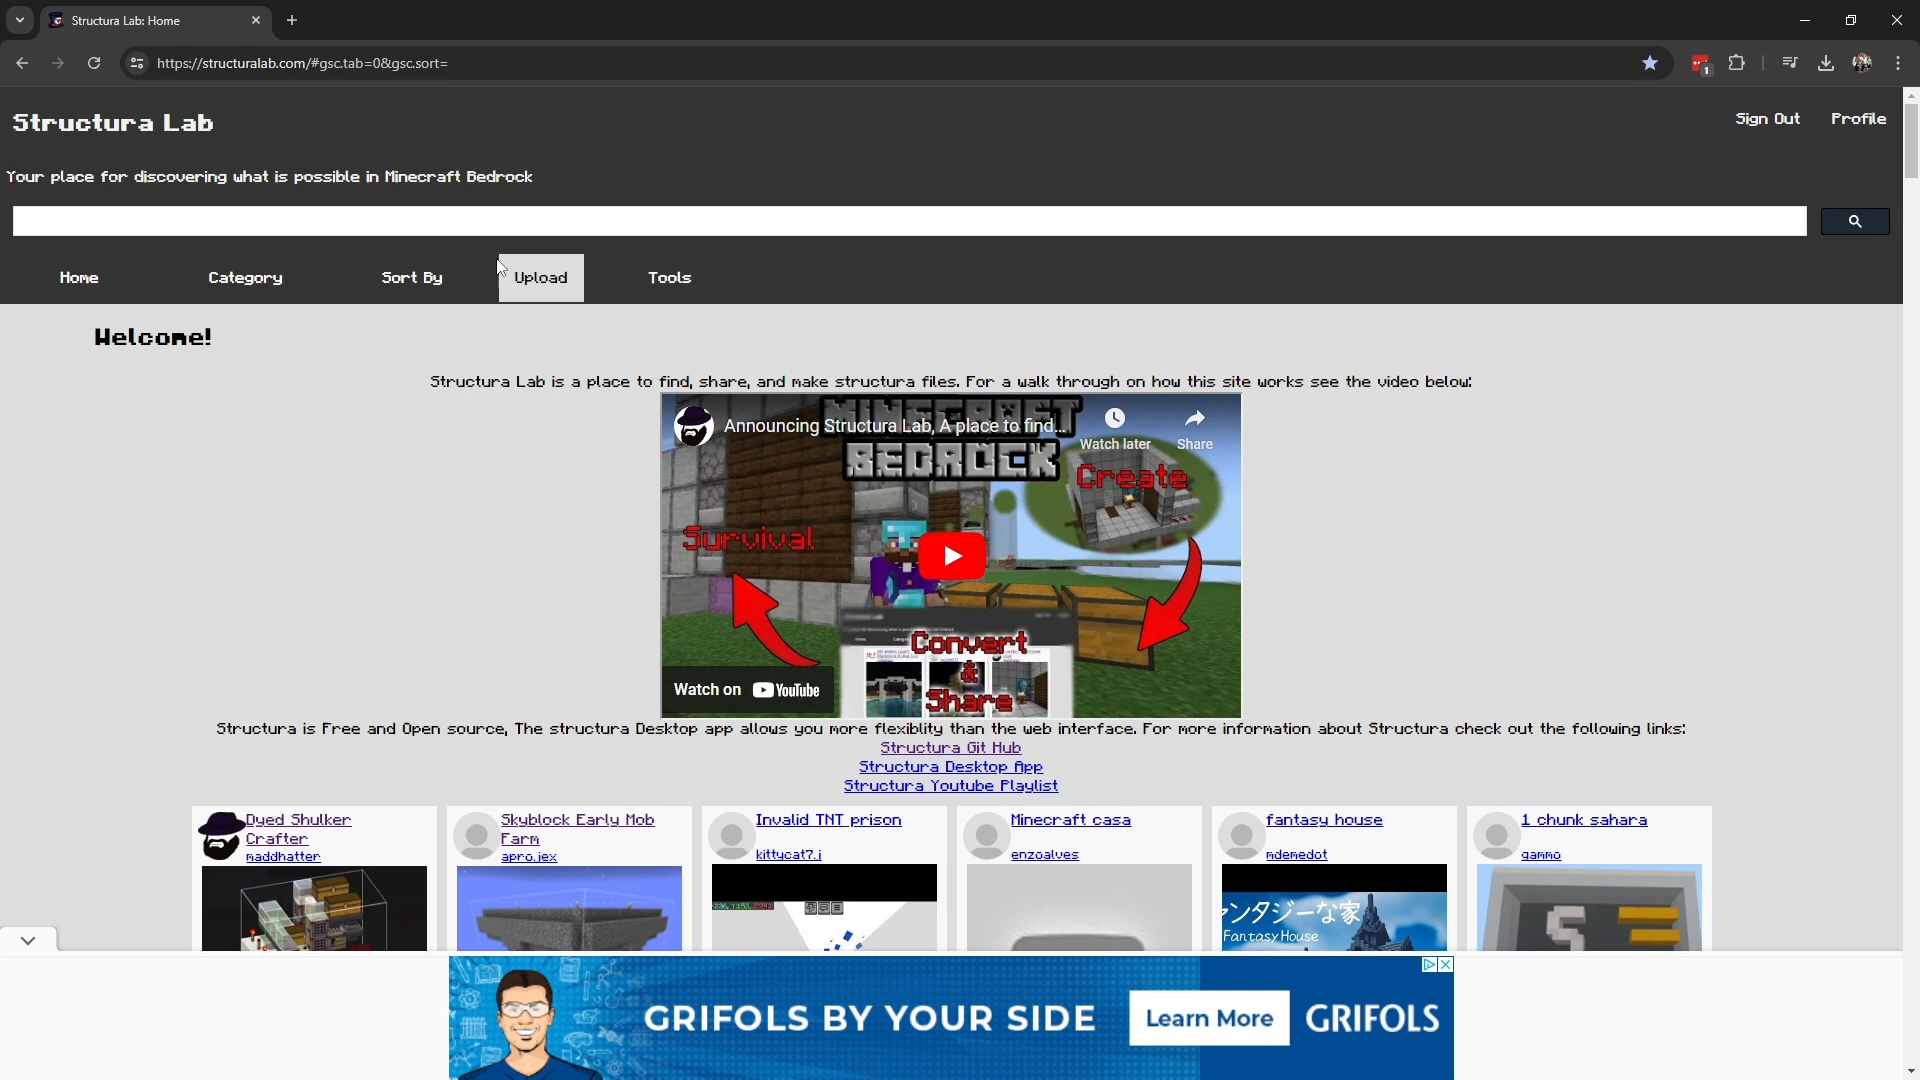 Structura Lab: Home
https://structuralab.com/#gsc.tab=0&gsc.sort=
1
Structura Lab
Sign Out
Profile
Your place for discovering what is possible in Minecraft Bedrock
Home
Category
Sort By
Upload
Tools
Welcome!
Structura Lab is a place to find, share, and make structura files. For a walk through on how this site works see the video below:
MINECRAFT
Announcing Structura Lab, A place to find...
Watch later
Share
BEDROCK
Create
Survival
Convert
&
Share
Watch on YouTube
Structura is Free and Open source, The structura Desktop app allows you more flexiblity than the web interface. For more information about Structura check out the following links:
Structura Git Hub
Structura Desktop App
Structura Youtube Playlist
Dyed Shulker
Crafter
maddhatter
Skyblock Early Mob
Farm
apro.jex
Invalid TNT prison
kittycat7.j
Minecraft casa
enzoalves
fantasy house
mdemedot
1 chunk sahara
gammo
ンタジーな家
Fantasy House
GRIFOLS BY YOUR SIDE
Learn More
GRIFOLS